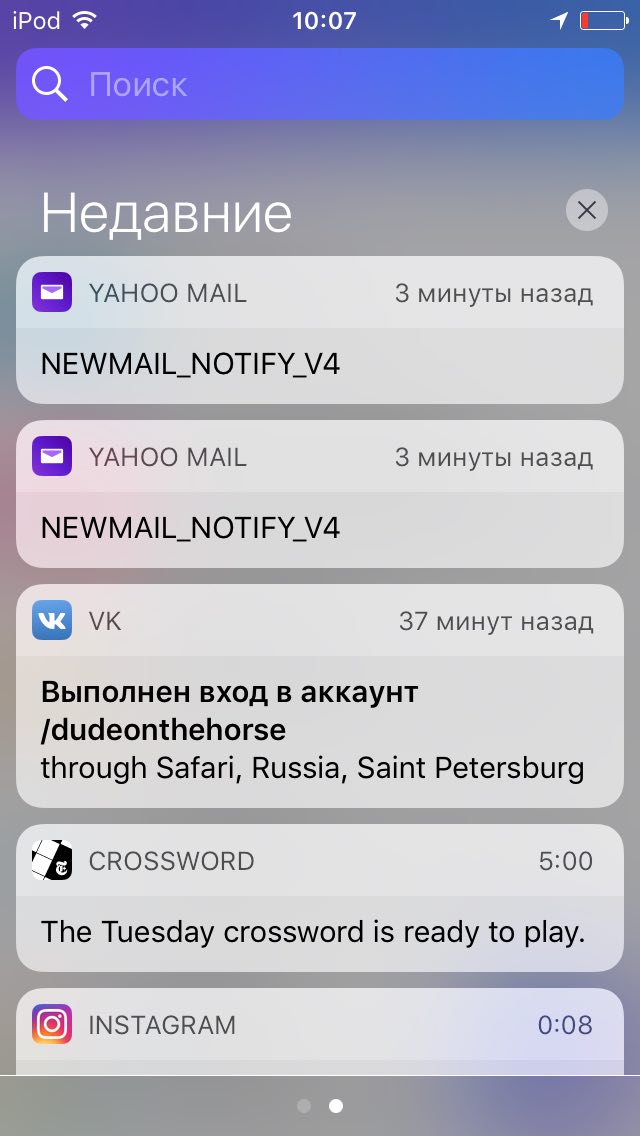 iPod 10:07
Поиск
Недавние
YAHOO MAIL 3 минуты назад
NEWMAIL_NOTIFY_V4
YAHOO MAIL 3 минуты назад
NEWMAIL_NOTIFY_V4
VK 37 минут назад
Выполнен вход в аккаунт
/dudeonthehorse
through Safari, Russia, Saint Petersburg
CROSSWORD 5:00
The Tuesday crossword is ready to play.
INSTAGRAM 0:08